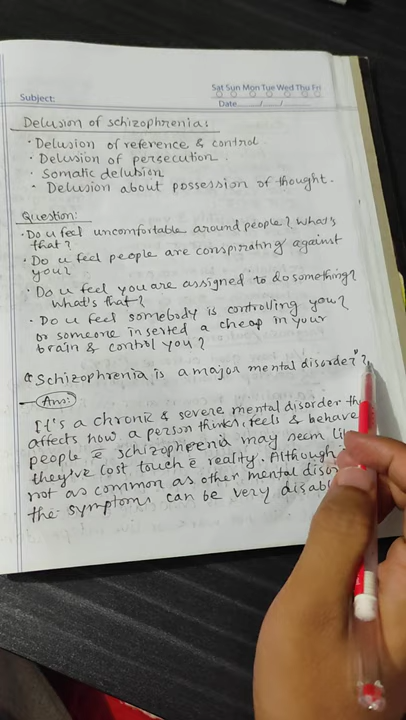 Subject:
Sat Sun Mon Tue Wed Thu Fri
Date....../....../......
Delusion of schizophrenia:
· Delusion of reference & control.
· Delusion of persecution.
· Somatic delusion
· Delusion about possession of thought.
Question:
· Do u feel uncomfortable around people? What's
that?
· Do u feel people are conspirating against
you?
· Do u feel you are assigned to do something?
What's that?
· Do u feel somebody is controlling you?
or someone inserted a cheap in your
brain & control you?
"Schizophrenia is a major mental disorder"?
Ans:
It's a chronic & severe mental disorder
affects how a person thinks, feels & behave
people c̄ schizophrenia may seem
they've lost touch c̄ reality. Although
not as common as other mental
the symptoms can be very